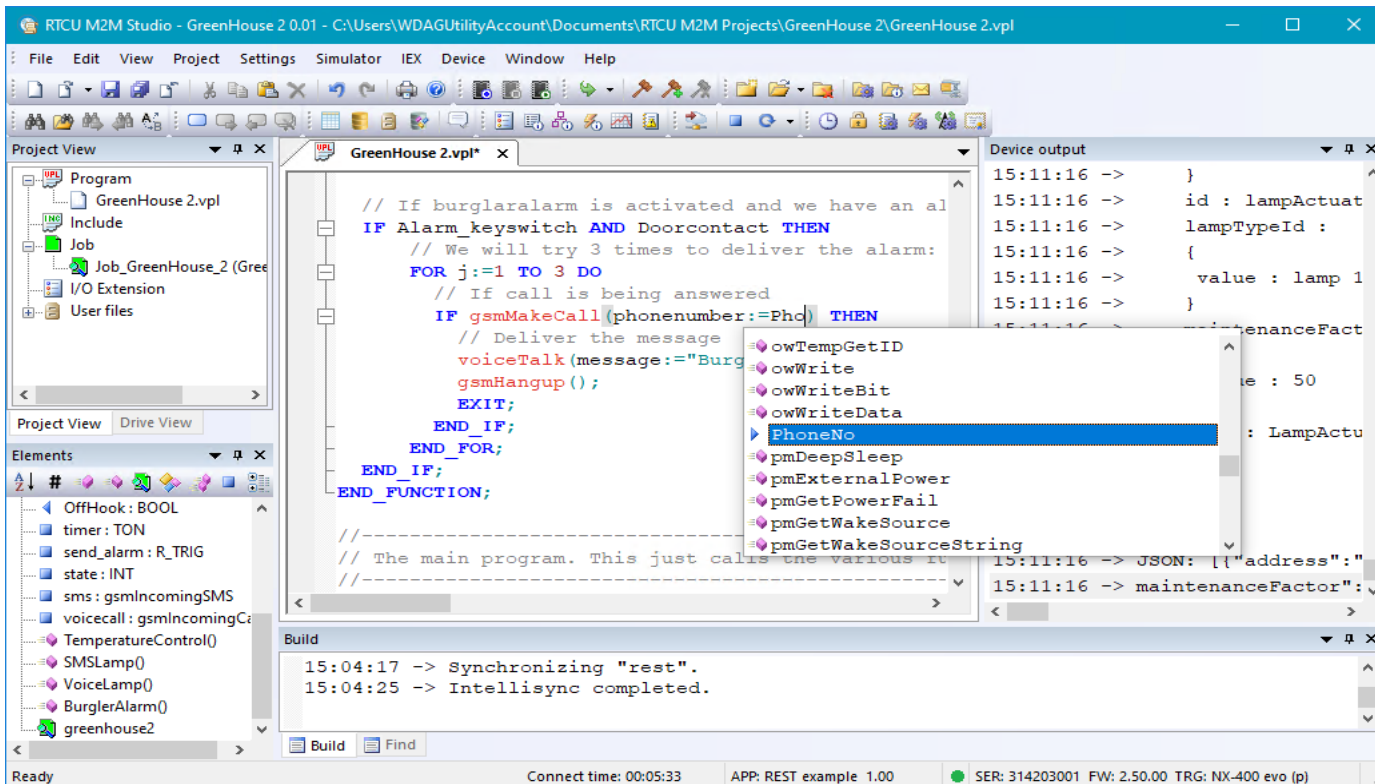 RTCU M2M Studio - GreenHouse 2 0.01 - C:\Users\WDAGUtilityAccount\Documents\RTCU M2M Projects\GreenHouse 2\GreenHouse 2.vpl
File Edit View Project Settings Simulator IEX Device Window Help
Project View
Program
GreenHouse 2.vpl
Include
Job
Job_GreenHouse_2 (Gree
I/O Extension
User files
Project View Drive View
Elements
OffHook : BOOL
timer : TON
send_alarm : R_TRIG
state : INT
sms : gsmIncomingSMS
voicecall : gsmIncomingCa
TemperatureControl()
SMSLamp()
VoiceLamp()
BurglerAlarm()
greenhouse2
GreenHouse 2.vpl*
// If burglaralarm is activated and we have an al
IF Alarm_keyswitch AND Doorcontact THEN
// We will try 3 times to deliver the alarm:
FOR j:=1 TO 3 DO
// If call is being answered
IF gsmMakeCall(phonenumber:=Pho) THEN
// Deliver the message
voiceTalk(message:="Burg
gsmHangup();
EXIT;
END_IF;
END_FOR;
END_IF;
END_FUNCTION;
//------------------------------------------------
// The main program. This just calls the various fu
//------------------------------------------------
owTempGetID
owWrite
owWriteBit
owWriteData
PhoneNo
pmDeepSleep
pmExternalPower
pmGetPowerFail
pmGetWakeSource
pmGetWakeSourceString
Device output
15:11:16 -> }
15:11:16 -> id : lampActuat
15:11:16 -> lampTypeId :
15:11:16 -> {
15:11:16 -> value : lamp 1
15:11:16 -> }
15:11:16 -> maintenanceFact
ue : 50
: LampActu
15:11:16 -> JSON: [{"address":"
15:11:16 -> maintenanceFactor":
Build
15:04:17 -> Synchronizing "rest".
15:04:25 -> Intellisync completed.
Build Find
Ready Connect time: 00:05:33 APP: REST example 1.00 SER: 314203001 FW: 2.50.00 TRG: NX-400 evo (p)